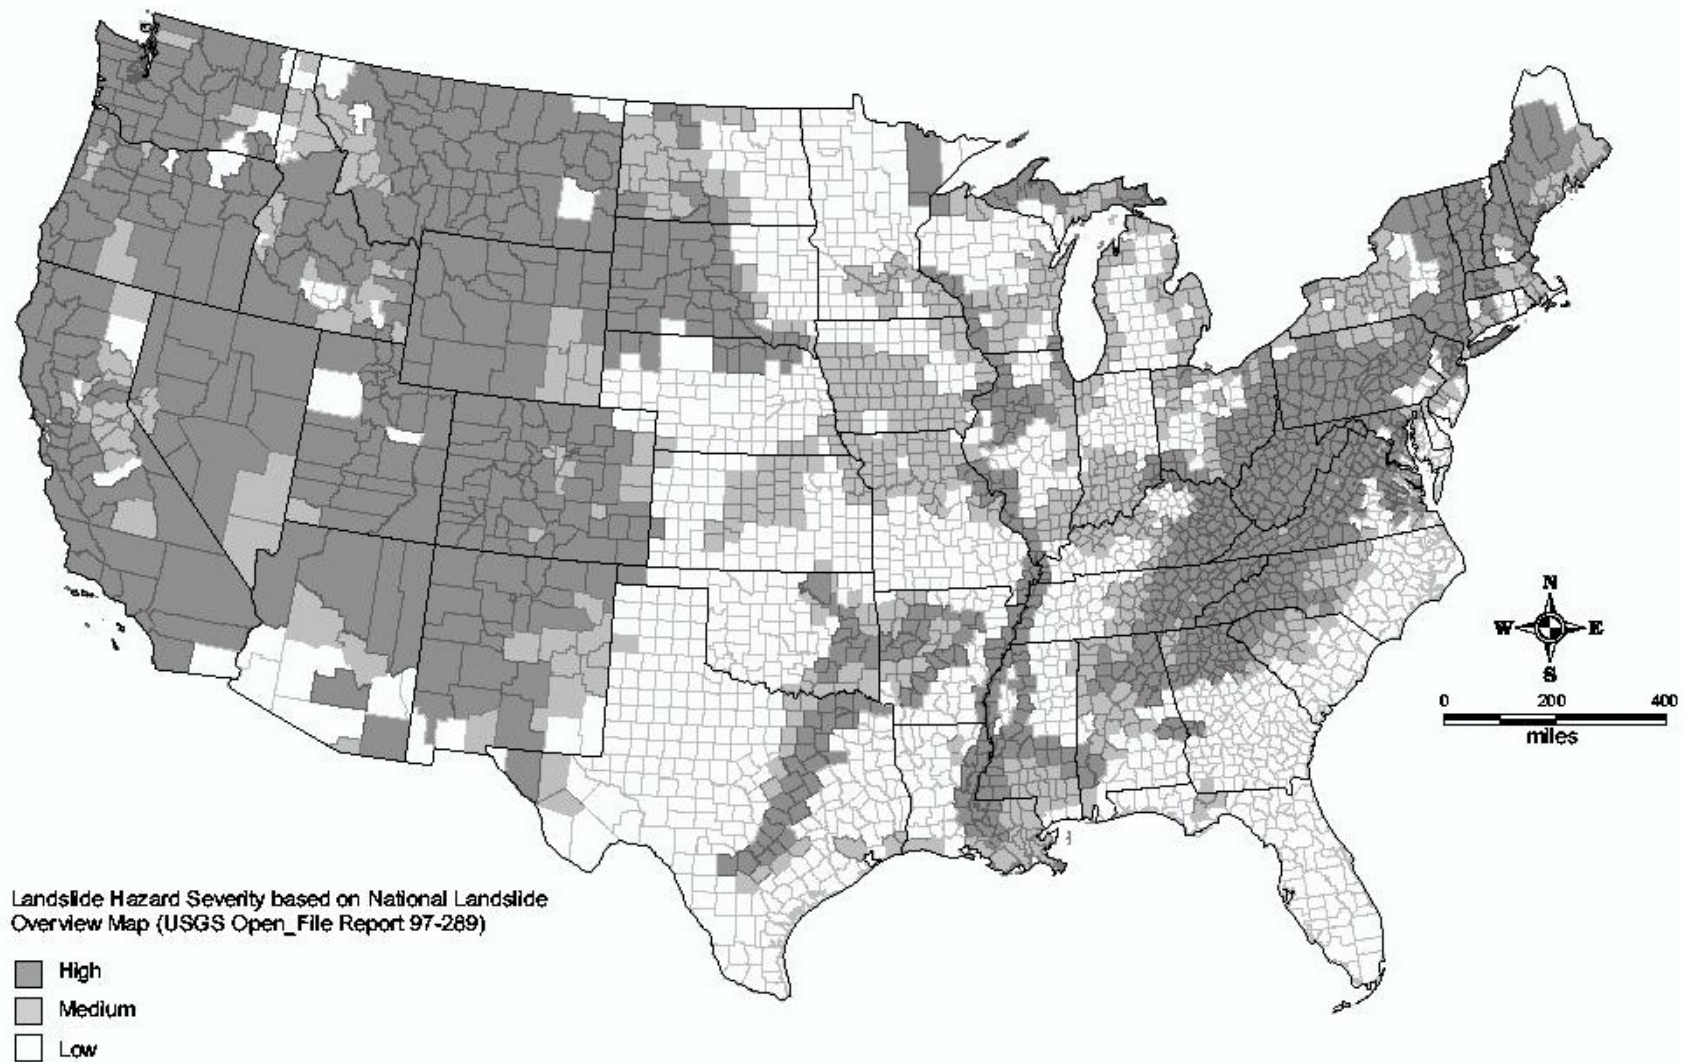 N
W E
S
0 200 400
miles
Landslide Hazard Severity based on National Landslide
Overview Map (USGS Open_File Report 97-289)
High
Medium
Low